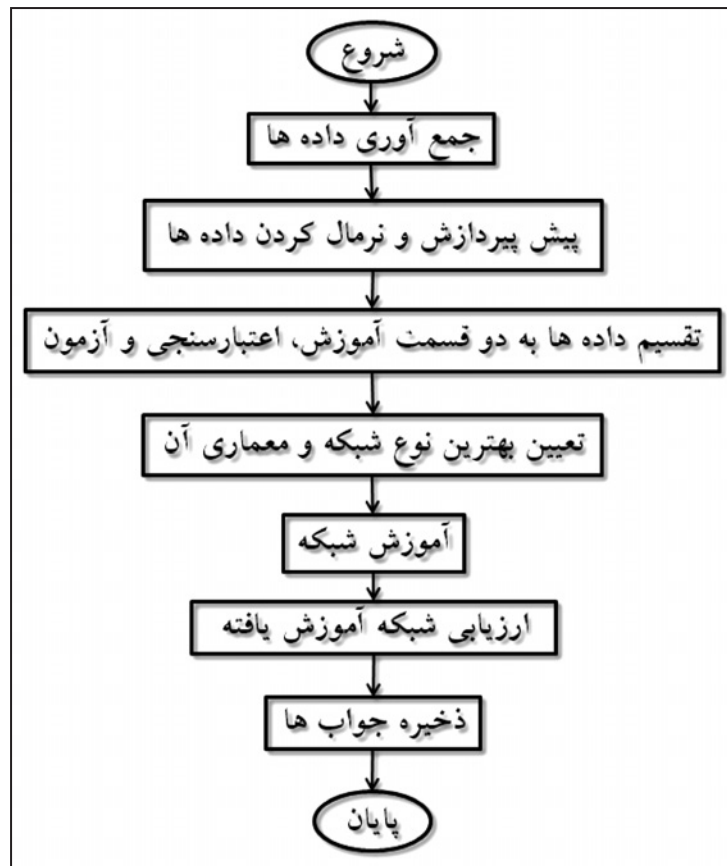 شروع
جمع آوری داده ها
پیش پیردازش و نرمال کردن داده ها
تقسیم داده ها به دو قسمت آموزش، اعتبارسنجی و آزمون
تعیین بهترین نوع شبکه و معماری آن
آموزش شبکه
ارزیابی شبکه آموزش یافته
ذخیره جواب ها
پایان